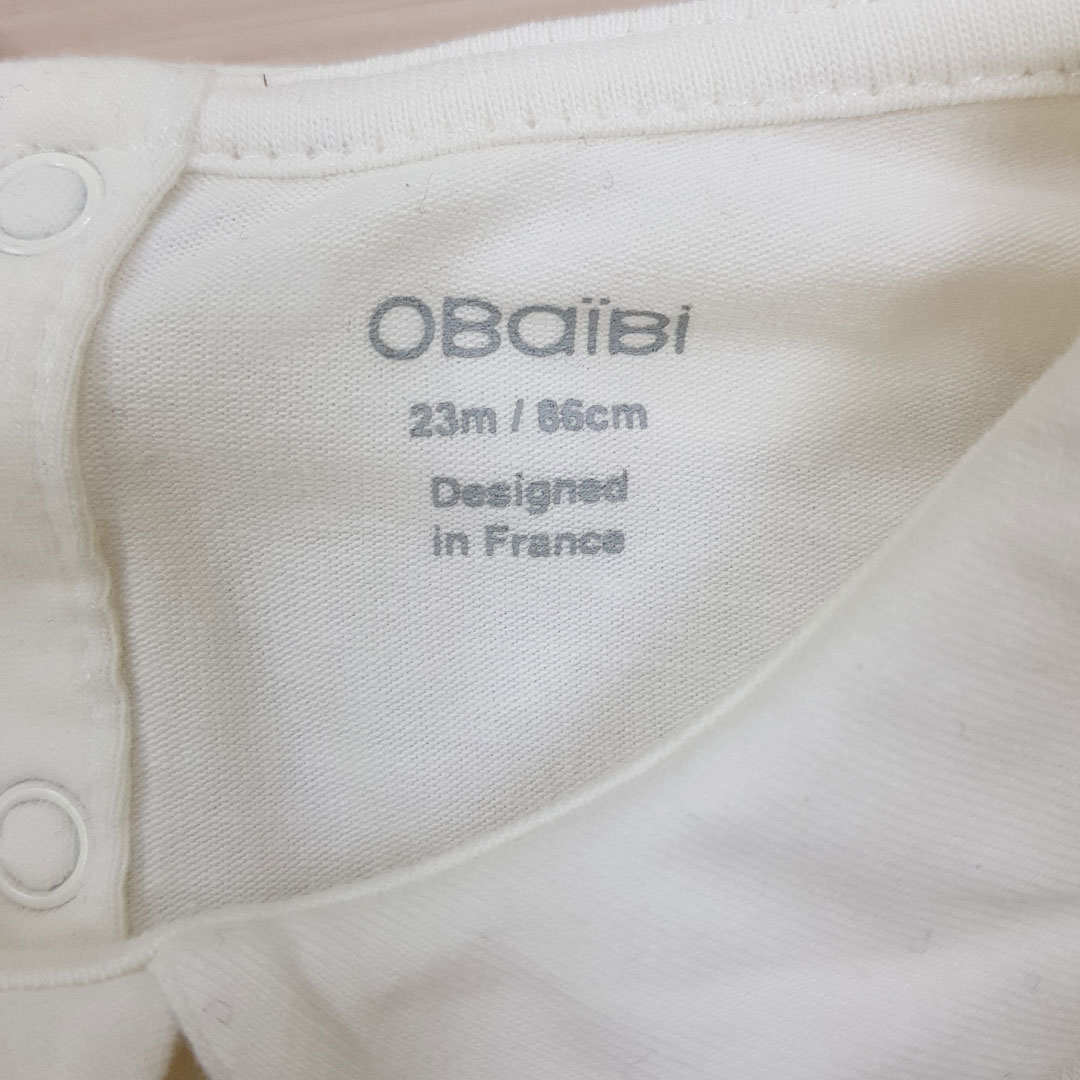 OBaïBi
23m / 86cm
Designed
in France